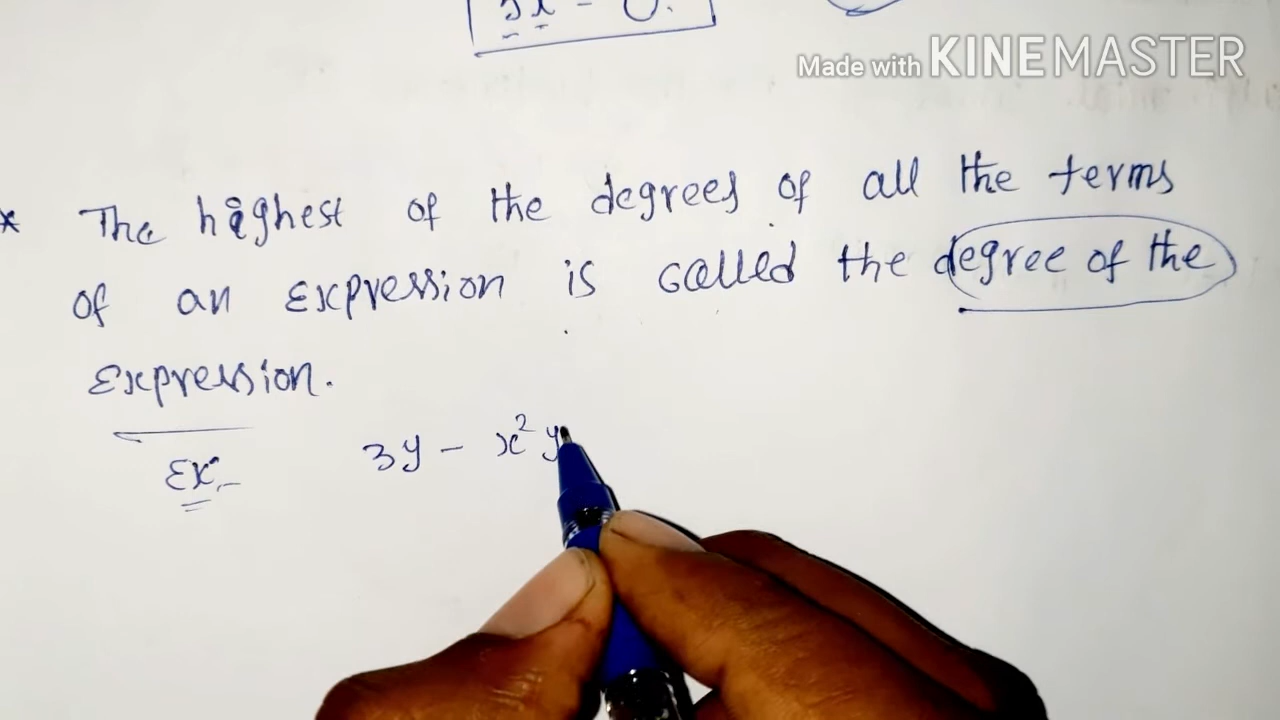 Made with KINEMASTER
* The highest of the degrees of all the terms
of an expression is called the degree of the
expression.
Ex:- 3y - x² y